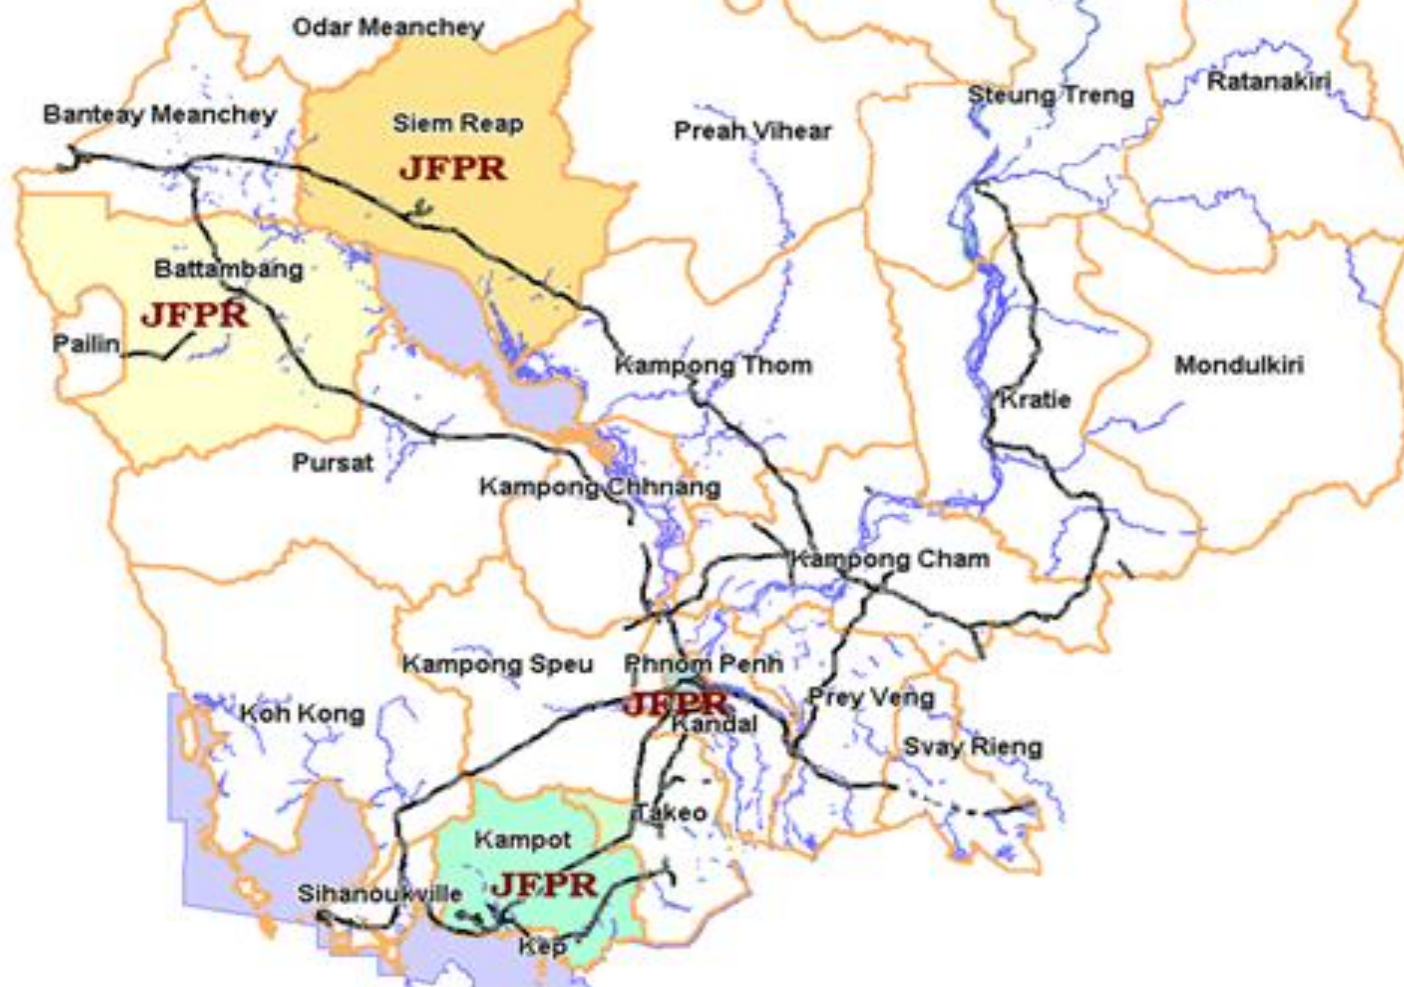 Odar Meanchey
Banteay Meanchey
Siem Reap
JFPR
Preah Vihear
Steung Treng
Ratanakiri
Battambang
JFPR
Pailin
Kampong Thom
Mondulkiri
Kratie
Pursat
Kampong Chhnang
Kampong Cham
Kampong Speu
Phnom Penh
JFPR
Kandal
Prey Veng
Koh Kong
Svay Rieng
Takeo
Kampot
JFPR
Sihanoukville
Kep